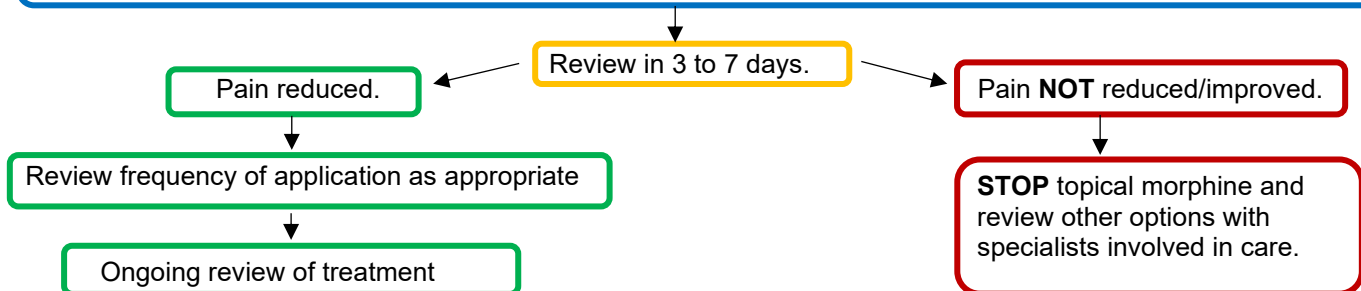 Review in 3 to 7 days.
Pain reduced.
Pain NOT reduced/improved.
Review frequency of application as appropriate
STOP topical morphine and
review other options with
specialists involved in care.
Ongoing review of treatment